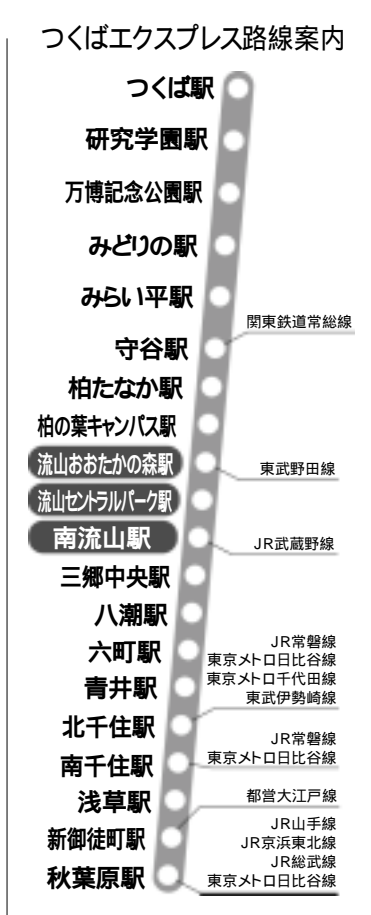 つくばエクスプレス路線案内
つくば駅
研究学園駅
万博記念公園駅
みどりの駅
みらい平駅
関東鉄道常総線
守谷駅
柏たなか駅
柏の葉キャンパス駅
流山おおたかの森駅
東武野田線
流山セントラルパーク駅
南流山駅
JR武蔵野線
三郷中央駅
八潮駅
六町駅
青井駅
JR常磐線
東京メトロ日比谷線
東京メトロ千代田線
東武伊勢崎線
北千住駅
JR常磐線
東京メトロ日比谷線
南千住駅
浅草駅
都営大江戸線
新御徒町駅
JR山手線
JR京浜東北線
JR総武線
東京メトロ日比谷線
秋葉原駅